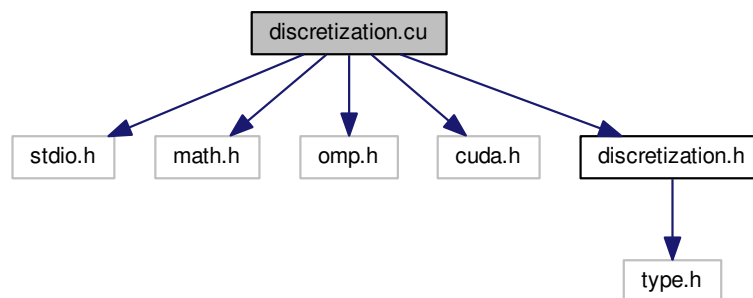 discretization.cu
stdio.h
math.h
omp.h
cuda.h
discretization.h
type.h